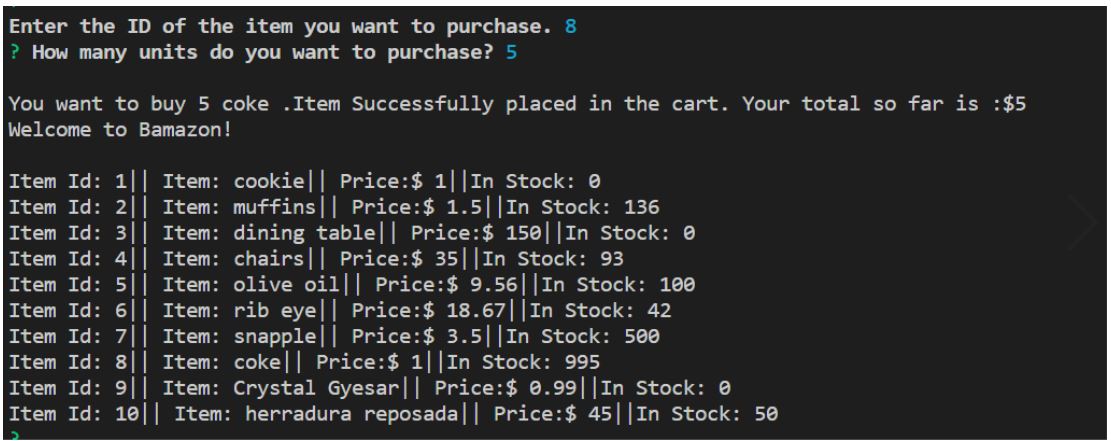 Enter the ID of the item you want to purchase. 8
? How many units do you want to purchase? 5
You want to buy 5 coke .Item Successfully placed in the cart. Your total so far is :$5
Welcome to Bamazon!
Item Id: 1|| Item: cookie|| Price:$ 1||In Stock: 0
Item Id: 2|| Item: muffins|| Price:$ 1.5||In Stock: 136
Item Id: 3|| Item: dining table|| Price:$ 150||In Stock: 0
Item Id: 4|| Item: chairs|| Price:$ 35||In Stock: 93
Item Id: 5|| Item: olive oil|| Price:$ 9.56||In Stock: 100
Item Id: 6|| Item: rib eye|| Price:$ 18.67||In Stock: 42
Item Id: 7|| Item: snapple|| Price:$ 3.5||In Stock: 500
Item Id: 8|| Item: coke|| Price:$ 1||In Stock: 995
Item Id: 9|| Item: Crystal Gyesar|| Price:$ 0.99||In Stock: 0
Item Id: 10|| Item: herradura reposada|| Price:$ 45||In Stock: 50
?